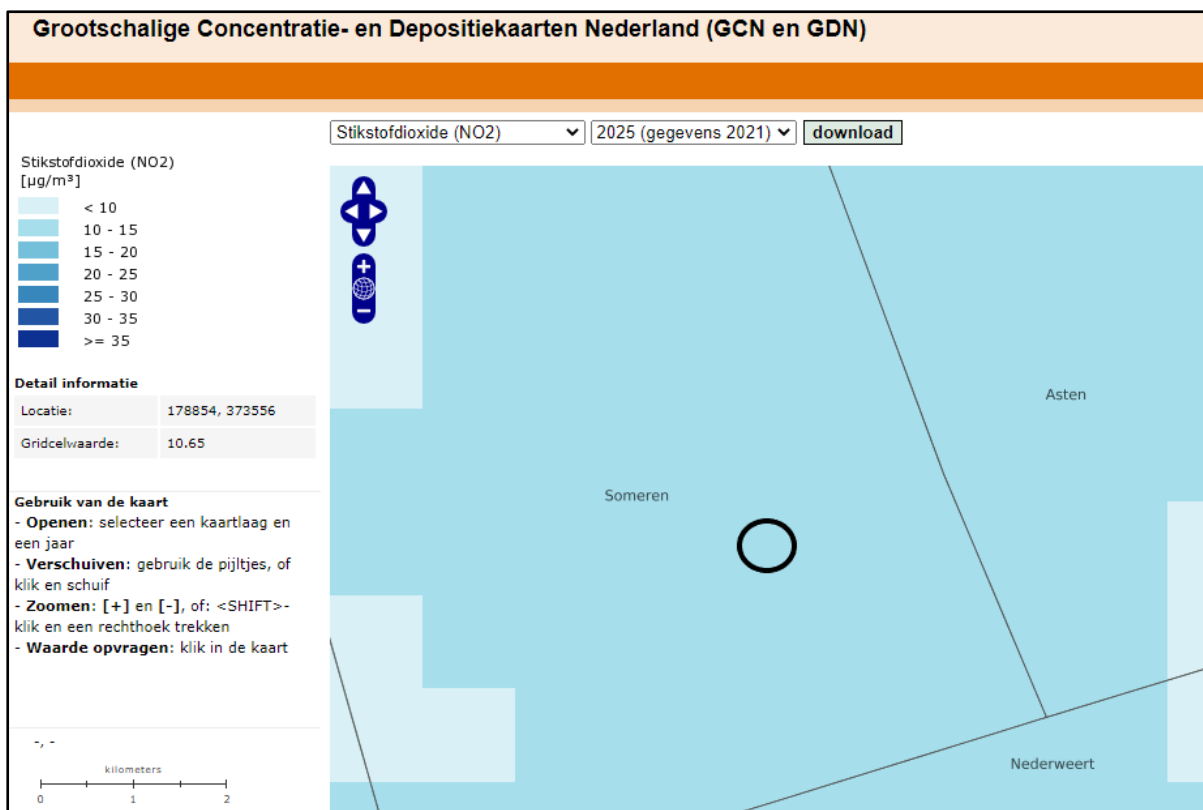 Grootschalige Concentratie- en Depositiekaarten Nederland (GCN en GDN)
Stikstofdioxide (NO2) 2025 (gegevens 2021) download
Stikstofdioxide (NO2)
[µg/m³]
< 10
10 - 15
15 - 20
20 - 25
25 - 30
30 - 35
>= 35
Detail informatie
Locatie: 178854, 373556
Gridcelwaarde: 10.65
Gebruik van de kaart
- Openen: selecteer een kaartlaag en
een jaar
- Verschuiven: gebruik de pijltjes, of
klik en schuif
- Zoomen: [+] en [-], of: <SHIFT>-
klik en een rechthoek trekken
- Waarde opvragen: klik in de kaart
-, -
kilometers
0 1 2
Asten
Someren
Nederweert